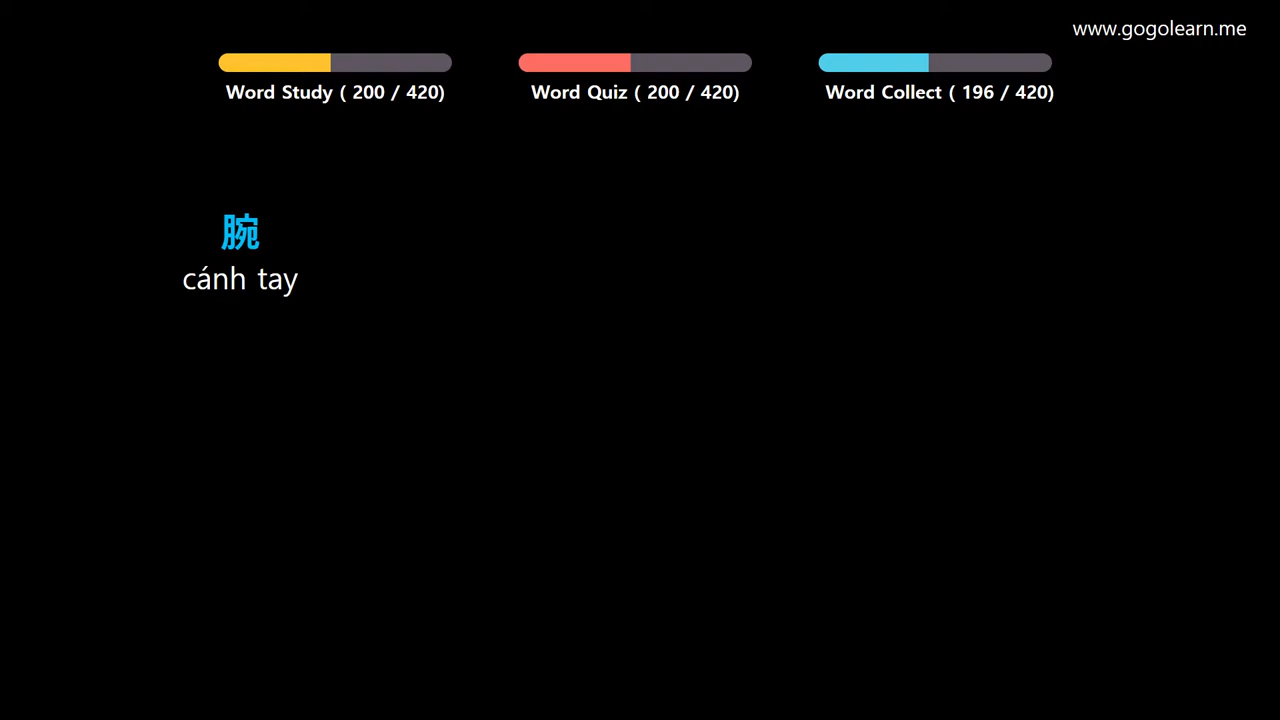 www.gogolearn.me
Word Study ( 200 / 420)
Word Quiz ( 200 / 420)
Word Collect ( 196 / 420)
腕
cánh tay